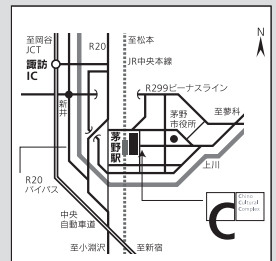 至岡谷
JCT
R20
至松本
N
諏訪
IC
JR中央本線
R299ビーナスライン
新井
茅野
市役所
至蓼科
茅野駅
上川
R20
バイパス
Chino
Cultural
Complex
C
中央
自動車道
至小淵沢
至新宿